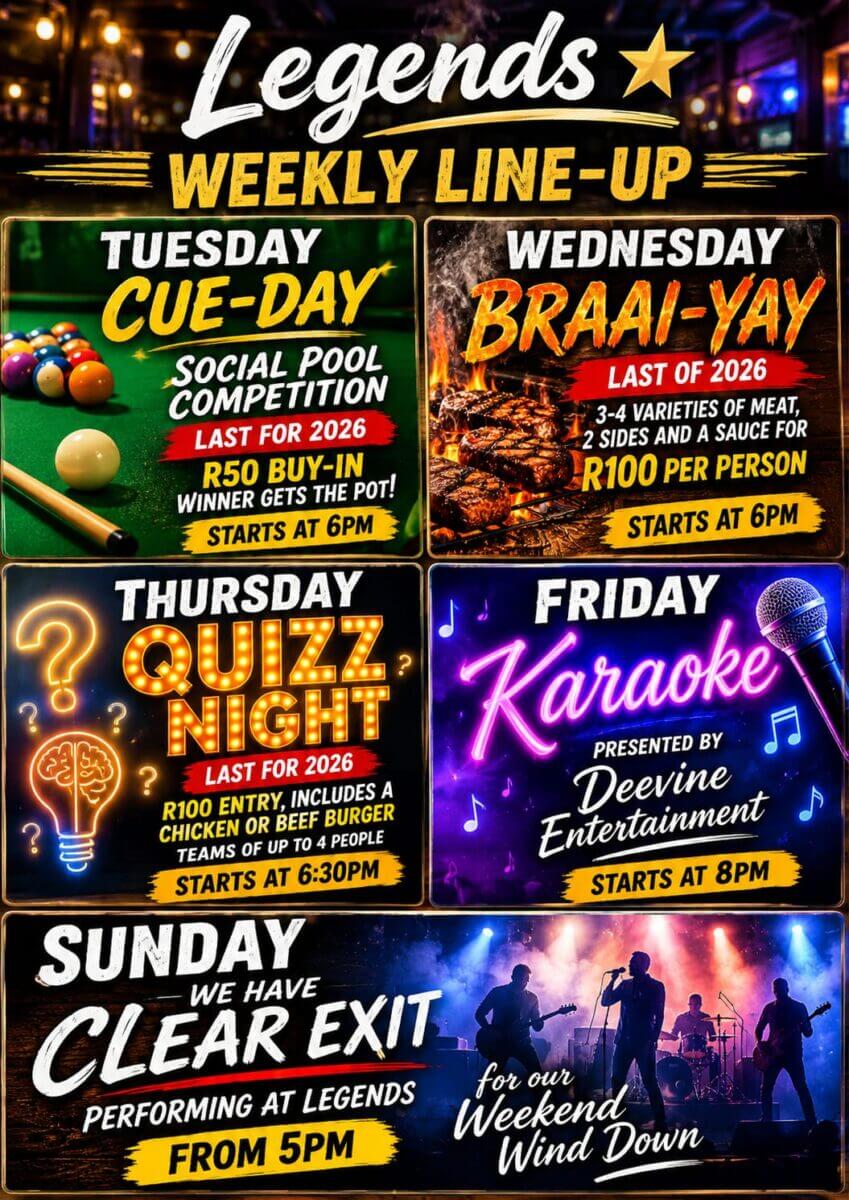 Legends
WEEKLY LINE-UP
TUESDAY
CUE-DAY
SOCIAL POOL
COMPETITION
LAST FOR 2026
R50 BUY-IN
WINNER GETS THE POT!
STARTS AT 6PM
WEDNESDAY
BRAAI-YAY
LAST OF 2026
3-4 VARIETIES OF MEAT,
2 SIDES AND A SAUCE FOR
R100 PER PERSON
STARTS AT 6PM
THURSDAY
QUIZZ
NIGHT
LAST FOR 2026
R100 ENTRY, INCLUDES A
CHICKEN OR BEEF BURGER
TEAMS OF UP TO 4 PEOPLE
STARTS AT 6:30PM
FRIDAY
Karaoke
PRESENTED BY
Deevine
Entertainment
STARTS AT 8PM
SUNDAY
WE HAVE
CLEAR EXIT
PERFORMING AT LEGENDS
FROM 5PM
for our
Weekend
Wind Down